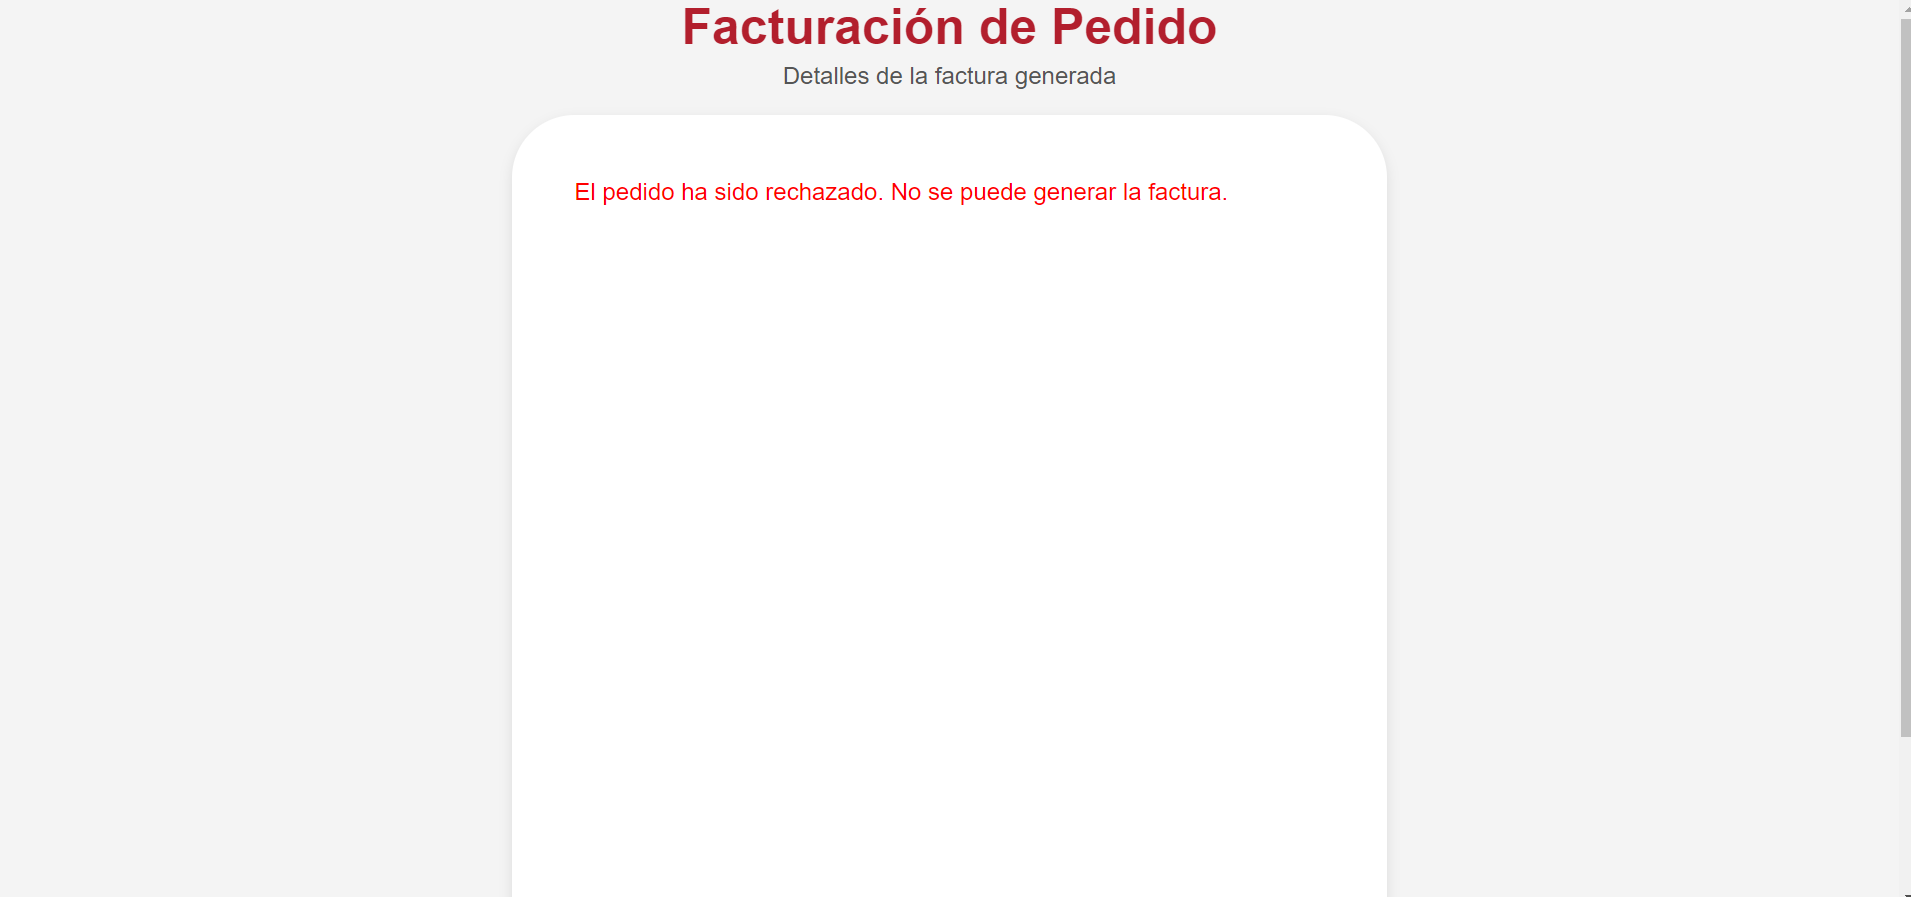 Facturación de Pedido
Detalles de la factura generada
El pedido ha sido rechazado. No se puede generar la factura.